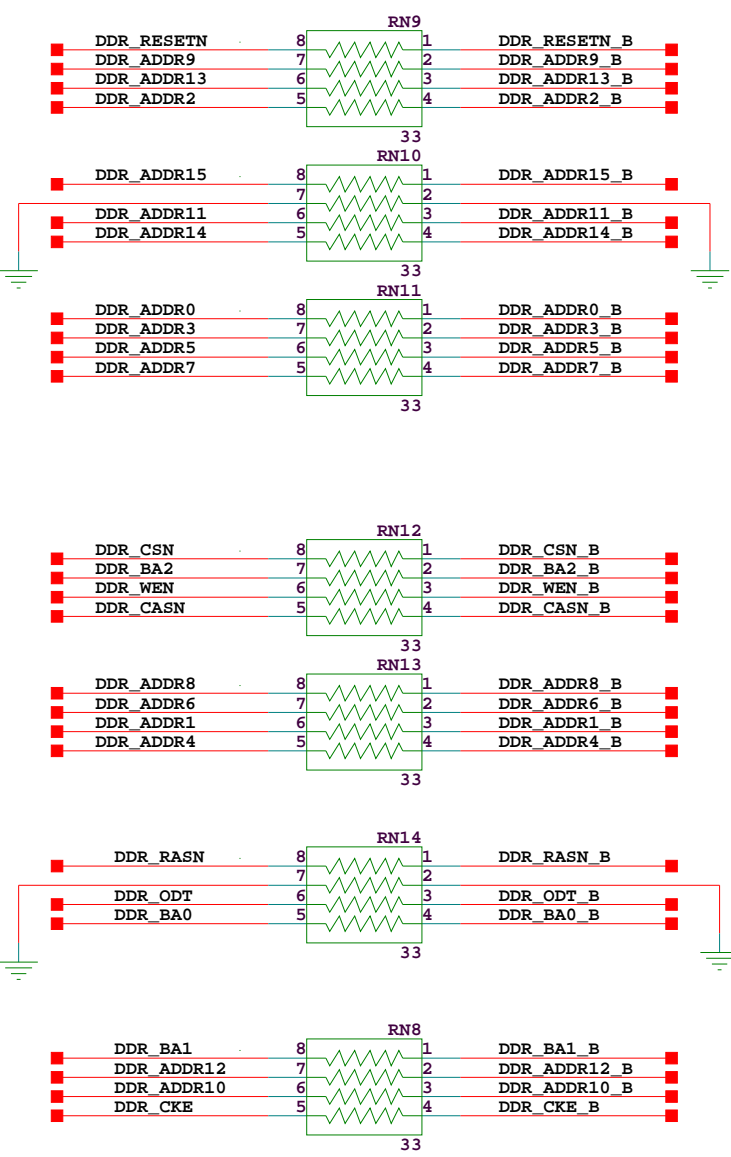 RN9
DDR_RESETN 8 1 DDR_RESETN_B
DDR_ADDR9 7 2 DDR_ADDR9_B
DDR_ADDR13 6 3 DDR_ADDR13_B
DDR_ADDR2 5 4 DDR_ADDR2_B
33
RN10
DDR_ADDR15 8 1 DDR_ADDR15_B
7 2
DDR_ADDR11 6 3 DDR_ADDR11_B
DDR_ADDR14 5 4 DDR_ADDR14_B
33
RN11
DDR_ADDR0 8 1 DDR_ADDR0_B
DDR_ADDR3 7 2 DDR_ADDR3_B
DDR_ADDR5 6 3 DDR_ADDR5_B
DDR_ADDR7 5 4 DDR_ADDR7_B
33
RN12
DDR_CSN 8 1 DDR_CSN_B
DDR_BA2 7 2 DDR_BA2_B
DDR_WEN 6 3 DDR_WEN_B
DDR_CASN 5 4 DDR_CASN_B
33
RN13
DDR_ADDR8 8 1 DDR_ADDR8_B
DDR_ADDR6 7 2 DDR_ADDR6_B
DDR_ADDR1 6 3 DDR_ADDR1_B
DDR_ADDR4 5 4 DDR_ADDR4_B
33
RN14
DDR_RASN 8 1 DDR_RASN_B
7 2
DDR_ODT 6 3 DDR_ODT_B
DDR_BA0 5 4 DDR_BA0_B
33
RN8
DDR_BA1 8 1 DDR_BA1_B
DDR_ADDR12 7 2 DDR_ADDR12_B
DDR_ADDR10 6 3 DDR_ADDR10_B
DDR_CKE 5 4 DDR_CKE_B
33